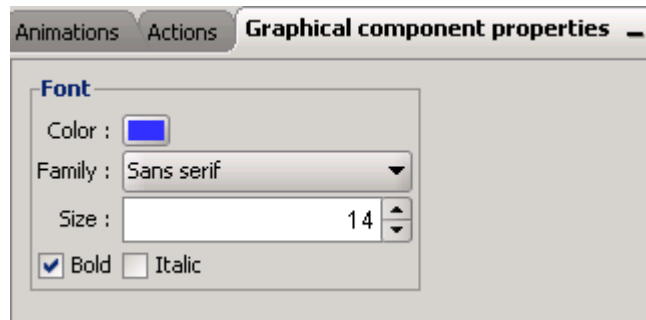 Animations Actions Graphical component properties
Font
Color :
Family : Sans serif
Size : 14
Bold Italic